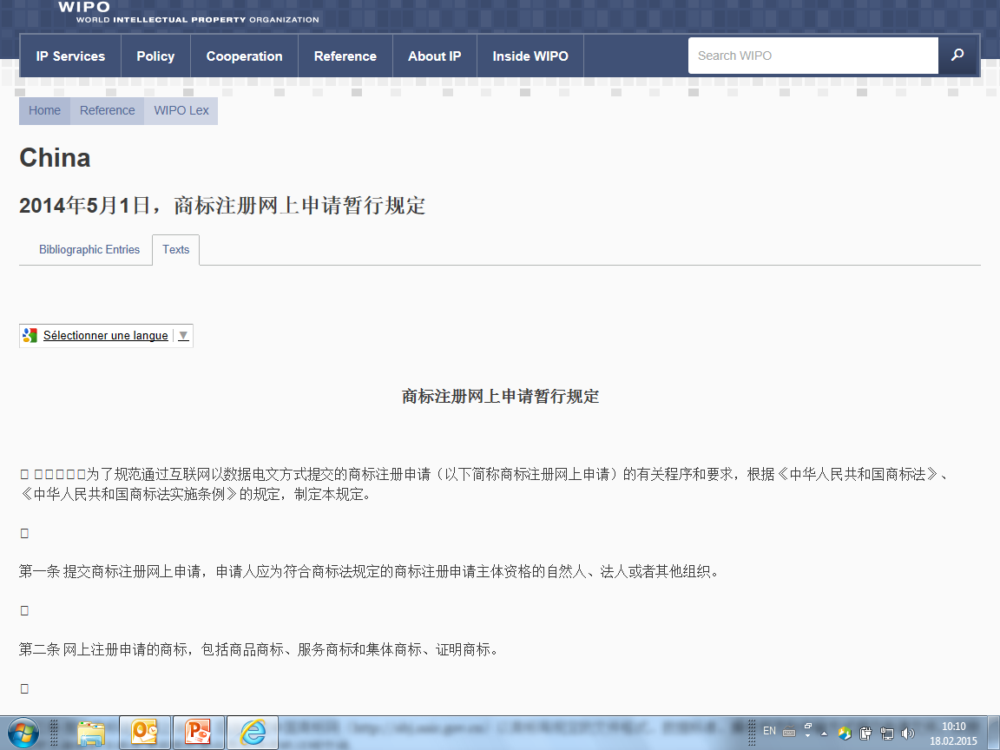 WIPO
WORLD INTELLECTUAL PROPERTY ORGANIZATION
IP Services Policy Cooperation Reference About IP Inside WIPO Search WIPO
Home Reference WIPO Lex
China
2014年5月1日，商标注册网上申请暂行规定
Bibliographic Entries Texts
Sélectionner une langue ▼
商标注册网上申请暂行规定
为了规范通过互联网以数据电文方式提交的商标注册申请（以下简称商标注册网上申请）的有关程序和要求，根据《中华人民共和国商标法》、
《中华人民共和国商标法实施条例》的规定，制定本规定。
第一条 提交商标注册网上申请，申请人应为符合商标法规定的商标注册申请主体资格的自然人、法人或者其他组织。
第二条 网上注册申请的商标，包括商品商标、服务商标和集体商标、证明商标。
EN 10:10
18.02.2015